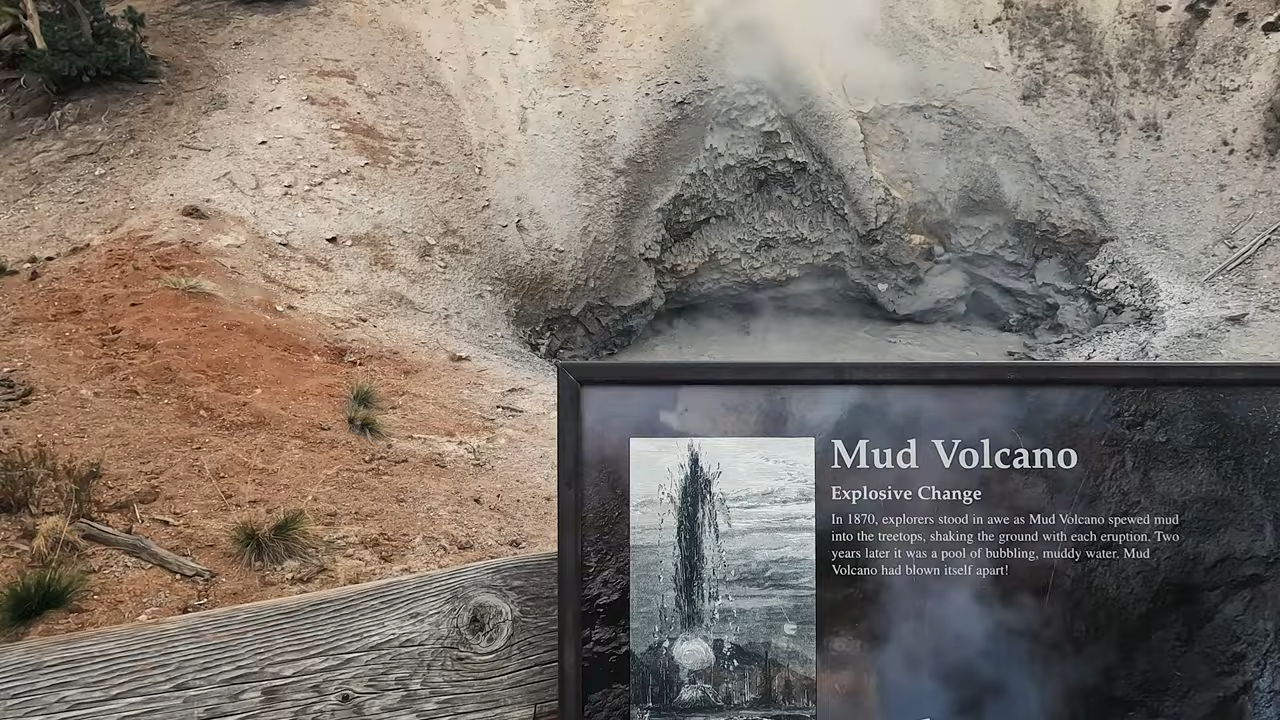 Mud Volcano
Explosive Change
In 1870, explorers stood in awe as Mud Volcano spewed mud
into the treetops, shaking the ground with each eruption. Two
years later it was a pool of bubbling, muddy water. Mud
Volcano had blown itself apart!